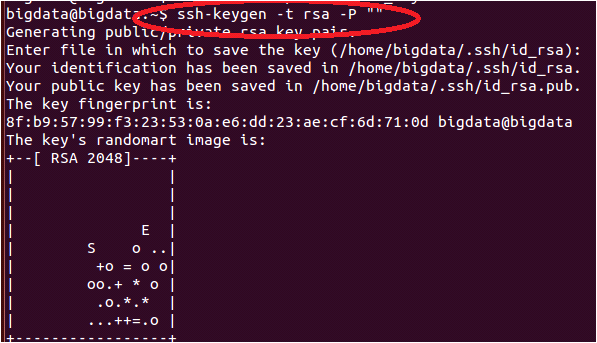 bigdata@bigdata:~$ ssh-keygen -t rsa -P ""
Generating public/private rsa key pair.
Enter file in which to save the key (/home/bigdata/.ssh/id_rsa):
Your identification has been saved in /home/bigdata/.ssh/id_rsa.
Your public key has been saved in /home/bigdata/.ssh/id_rsa.pub.
The key fingerprint is:
8f:b9:57:99:f3:23:53:0a:e6:dd:23:ae:cf:6d:71:0d bigdata@bigdata
The key's randomart image is:
+--[ RSA 2048]----+
|                 |
|                 |
|                 |
|              E  |
|        S    o ..|
|         +o = o o|
|        oo.+ * o |
|         .o.*.*  |
|        ...++=.o |
+-----------------+